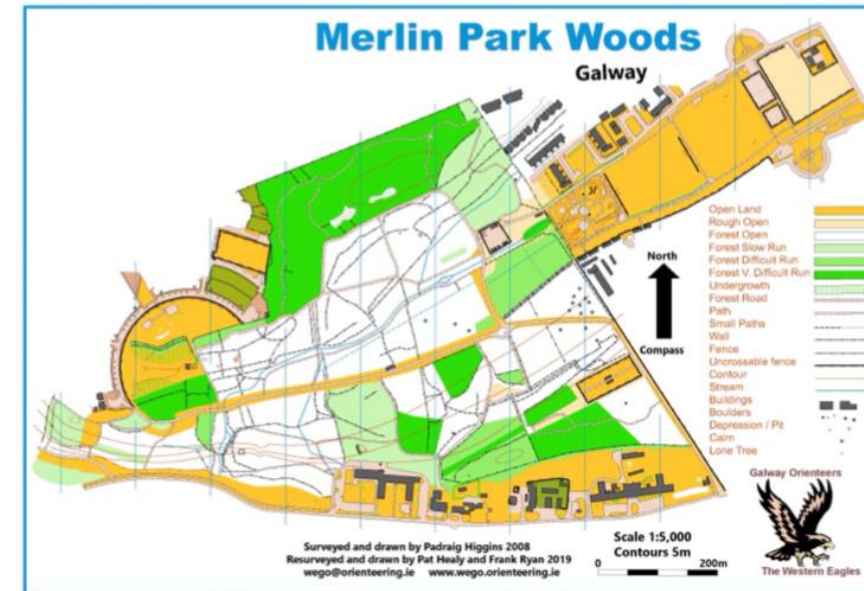 Merlin Park Woods
Galway
Open Land
Rough Open
Forest Open
Forest Slow Run
Forest Difficult Run
Forest V. Difficult Run
Undergrowth
Forest Road
Path
Small Paths
Wall
Fence
Uncrossable fence
Contour
Stream
Buildings
Boulders
Depression / Pit
Cairn
Lone Tree
North
Compass
Surveyed and drawn by Padraig Higgins 2008
Resurveyed and drawn by Pat Healy and Frank Ryan 2019
wego@orienteering.ie www.wego.orienteering.ie
Scale 1:5,000
Contours 5m
0 200m
Galway Orienteers
The Western Eagles